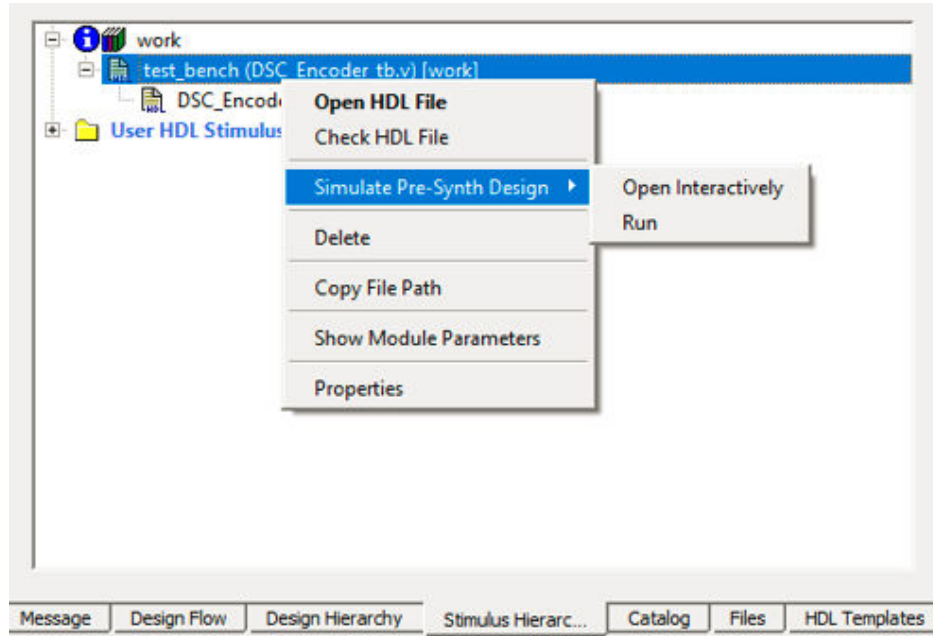 work
test_bench (DSC_Encoder_tb.v) [work]
DSC_Encod
User HDL Stimulus
Open HDL File
Check HDL File
Simulate Pre-Synth Design
Open Interactively
Run
Delete
Copy File Path
Show Module Parameters
Properties
Message Design Flow Design Hierarchy Stimulus Hierarc... Catalog Files HDL Templates